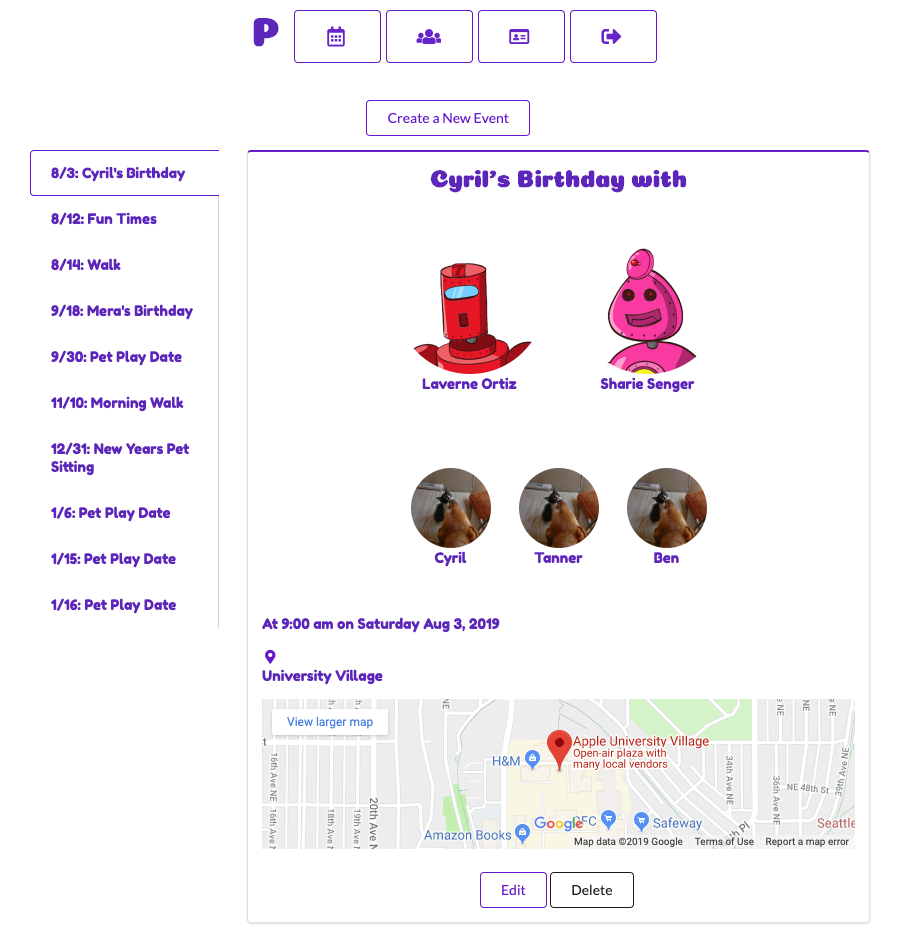 P
Create a New Event
8/3: Cyril's Birthday
8/12: Fun Times
8/14: Walk
9/18: Mera's Birthday
9/30: Pet Play Date
11/10: Morning Walk
12/31: New Years Pet
Sitting
1/6: Pet Play Date
1/15: Pet Play Date
1/16: Pet Play Date
Cyril's Birthday with
Laverne Ortiz
Sharie Senger
Cyril
Tanner
Ben
At 9:00 am on Saturday Aug 3, 2019
University Village
View larger map
Apple University Village
Open-air plaza with
many local vendors
H&M
16th Ave NE
20th Ave N
18th Ave N
19th Ave N
34th Ave NE
36th Ave NE
39th Ave NE
NE 48th St
Amazon Books
Google
Safeway
Seattle
Map data ©2019 Google
Terms of Use
Report a map error
Edit
Delete